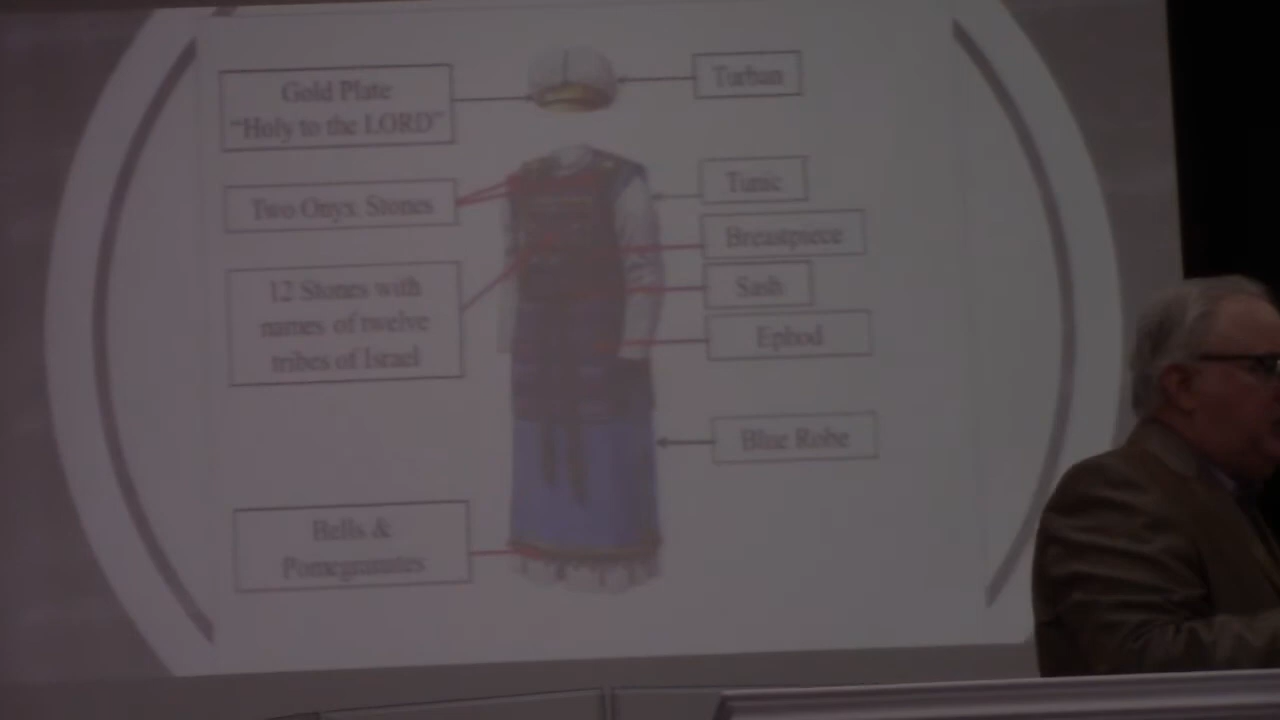 Gold Plate
"Holy to the LORD"
Turban
Two Onyx Stones
Tunic
12 Stones with
names of twelve
tribes of Israel
Breastpiece
Sash
Ephod
Blue Robe
Bells &
Pomegranates